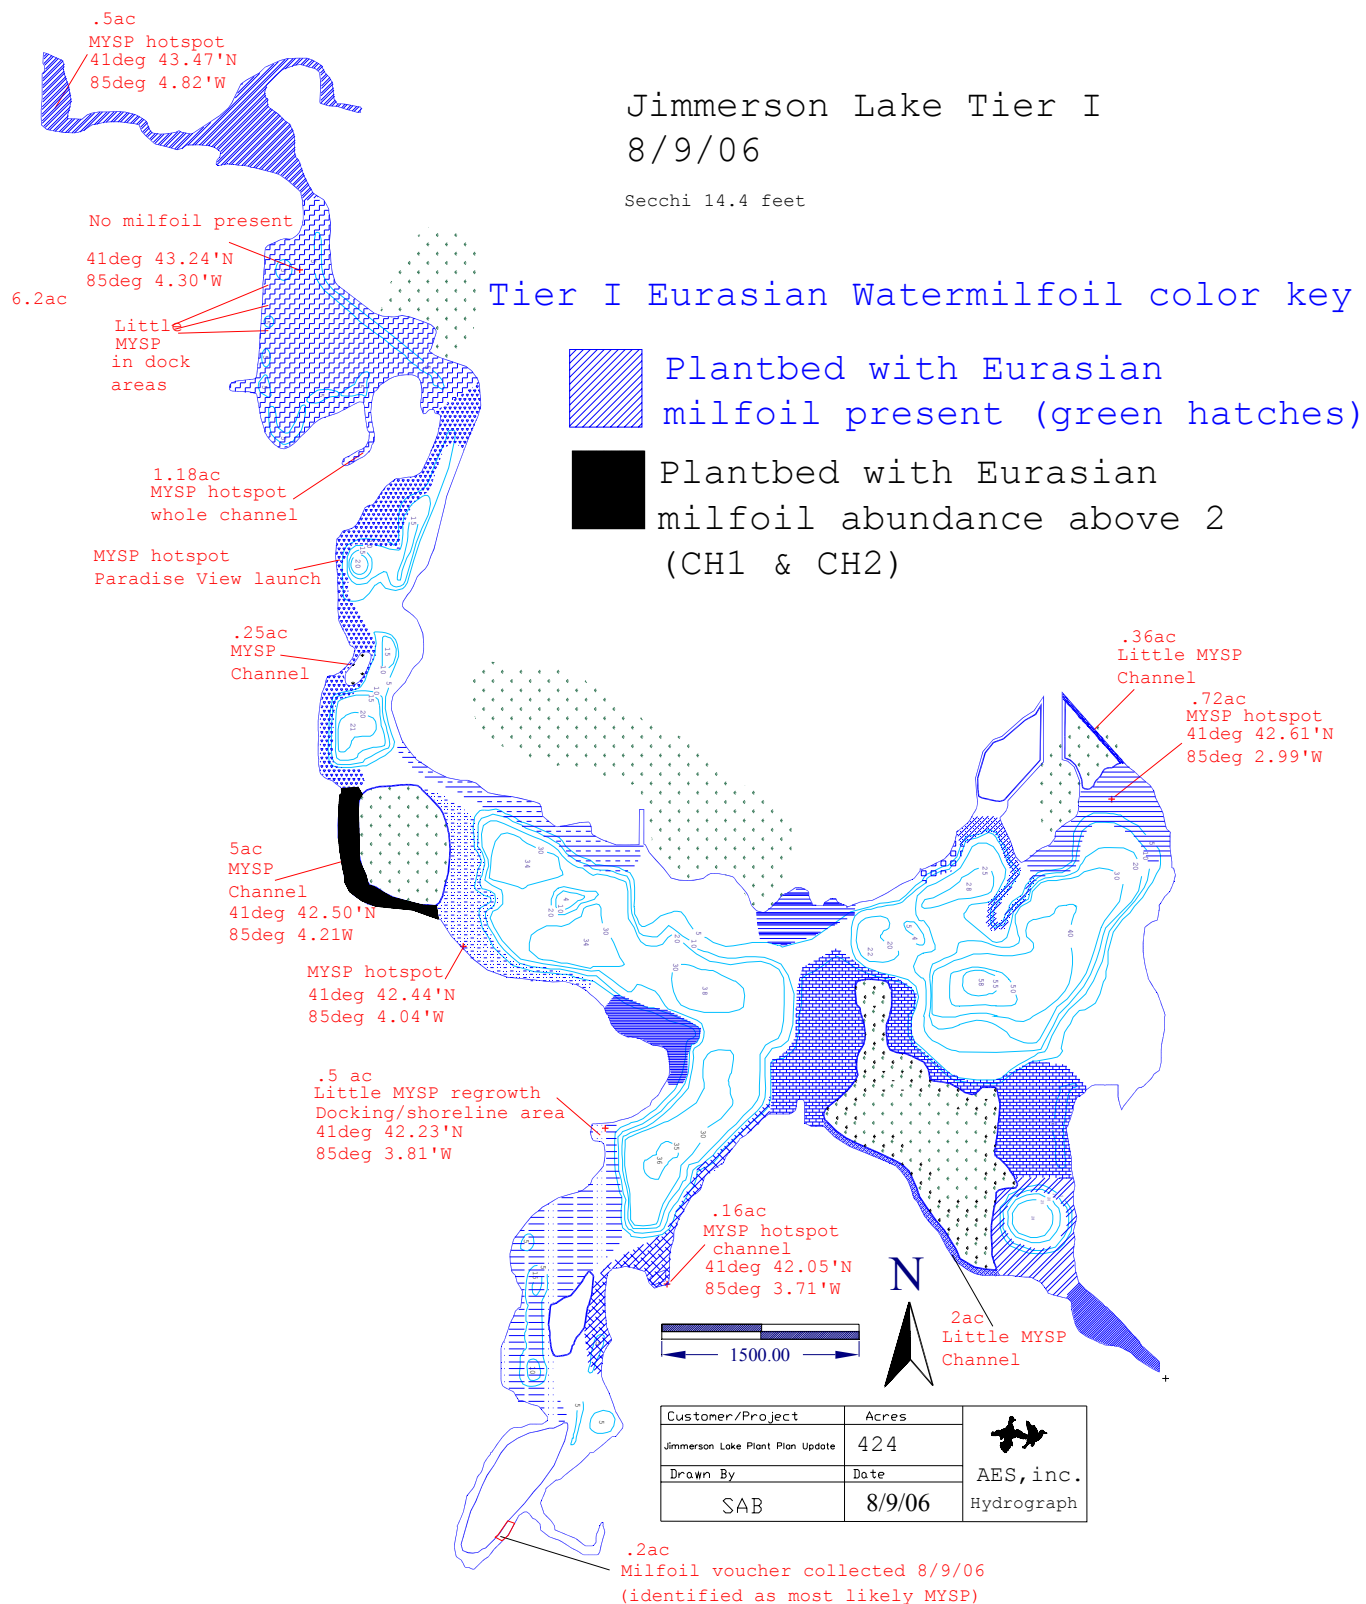 .5ac
MYSP hotspot
41deg 43.47'N
85deg 4.82'W
Jimmerson Lake Tier I
8/9/06
Secchi 14.4 feet
No milfoil present
41deg 43.24'N
85deg 4.30'W
6.2ac
Little
MYSP
in dock
areas
Tier I Eurasian Watermilfoil color key
Plantbed with Eurasian
milfoil present (green hatches)
Plantbed with Eurasian
milfoil abundance above 2
(CH1 & CH2)
1.18ac
MYSP hotspot
whole channel
MYSP hotspot
Paradise View launch
.25ac
MYSP
Channel
.36ac
Little MYSP
Channel
.72ac
MYSP hotspot
41deg 42.61'N
85deg 2.99'W
5ac
MYSP
Channel
41deg 42.50'N
85deg 4.21W
MYSP hotspot
41deg 42.44'N
85deg 4.04'W
.5 ac
Little MYSP regrowth
Docking/shoreline area
41deg 42.23'N
85deg 3.81'W
.16ac
MYSP hotspot
channel
41deg 42.05'N
85deg 3.71'W
N
1500.00
2ac
Little MYSP
Channel
Customer/Project
Acres
Jimmerson Lake Plant Plan Update
424
Drawn By
Date
SAB
8/9/06
AES,inc.
Hydrograph
.2ac
Milfoil voucher collected 8/9/06
(identified as most likely MYSP)